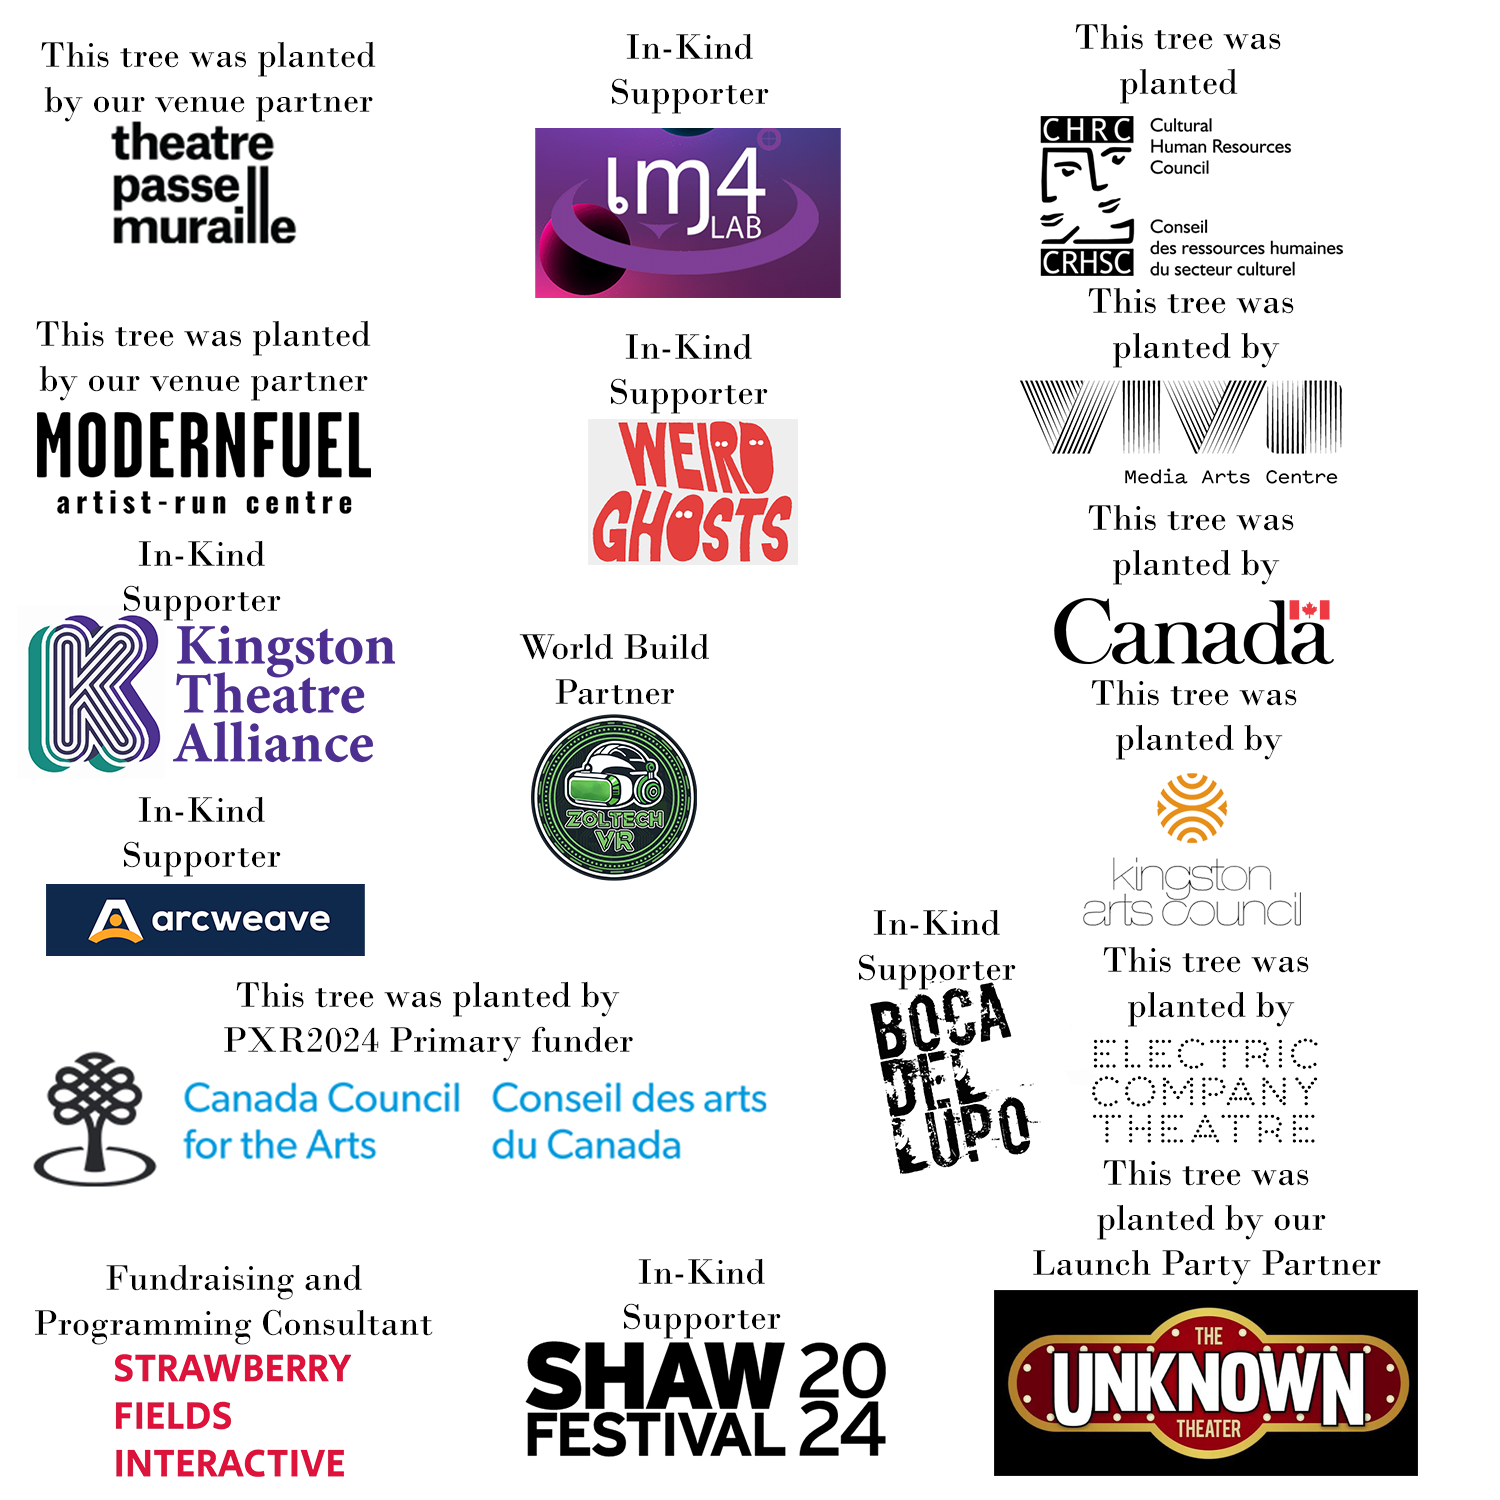 This tree was planted
by our venue partner
theatre
passe
muraille
This tree was planted
by our venue partner
MODERNFUEL
artist-run centre
In-Kind
Supporter
Kingston
Theatre
Alliance
In-Kind
Supporter
arcweave
In-Kind
Supporter
ım4
LAB
In-Kind
Supporter
WEIRD
GHOSTS
World Build
Partner
ZOLTECH
VR
This tree was
planted
CHRC
Cultural
Human Resources
Council
CRHSC
Conseil
des ressources humaines
du secteur culturel
This tree was
planted by
VIVO
Media Arts Centre
This tree was
planted by
Canada
This tree was
planted by
kingston
arts council
This tree was planted by
PXR2024 Primary funder
Canada Council
for the Arts
Conseil des arts
du Canada
In-Kind
Supporter
BOCA
DEL
LUPO
This tree was
planted by
ELECTRIC
COMPANY
THEATRE
Fundraising and
Programming Consultant
STRAWBERRY
FIELDS
INTERACTIVE
In-Kind
Supporter
SHAW
FESTIVAL
20
24
This tree was
planted by our
Launch Party Partner
THE
UNKNOWN
THEATER